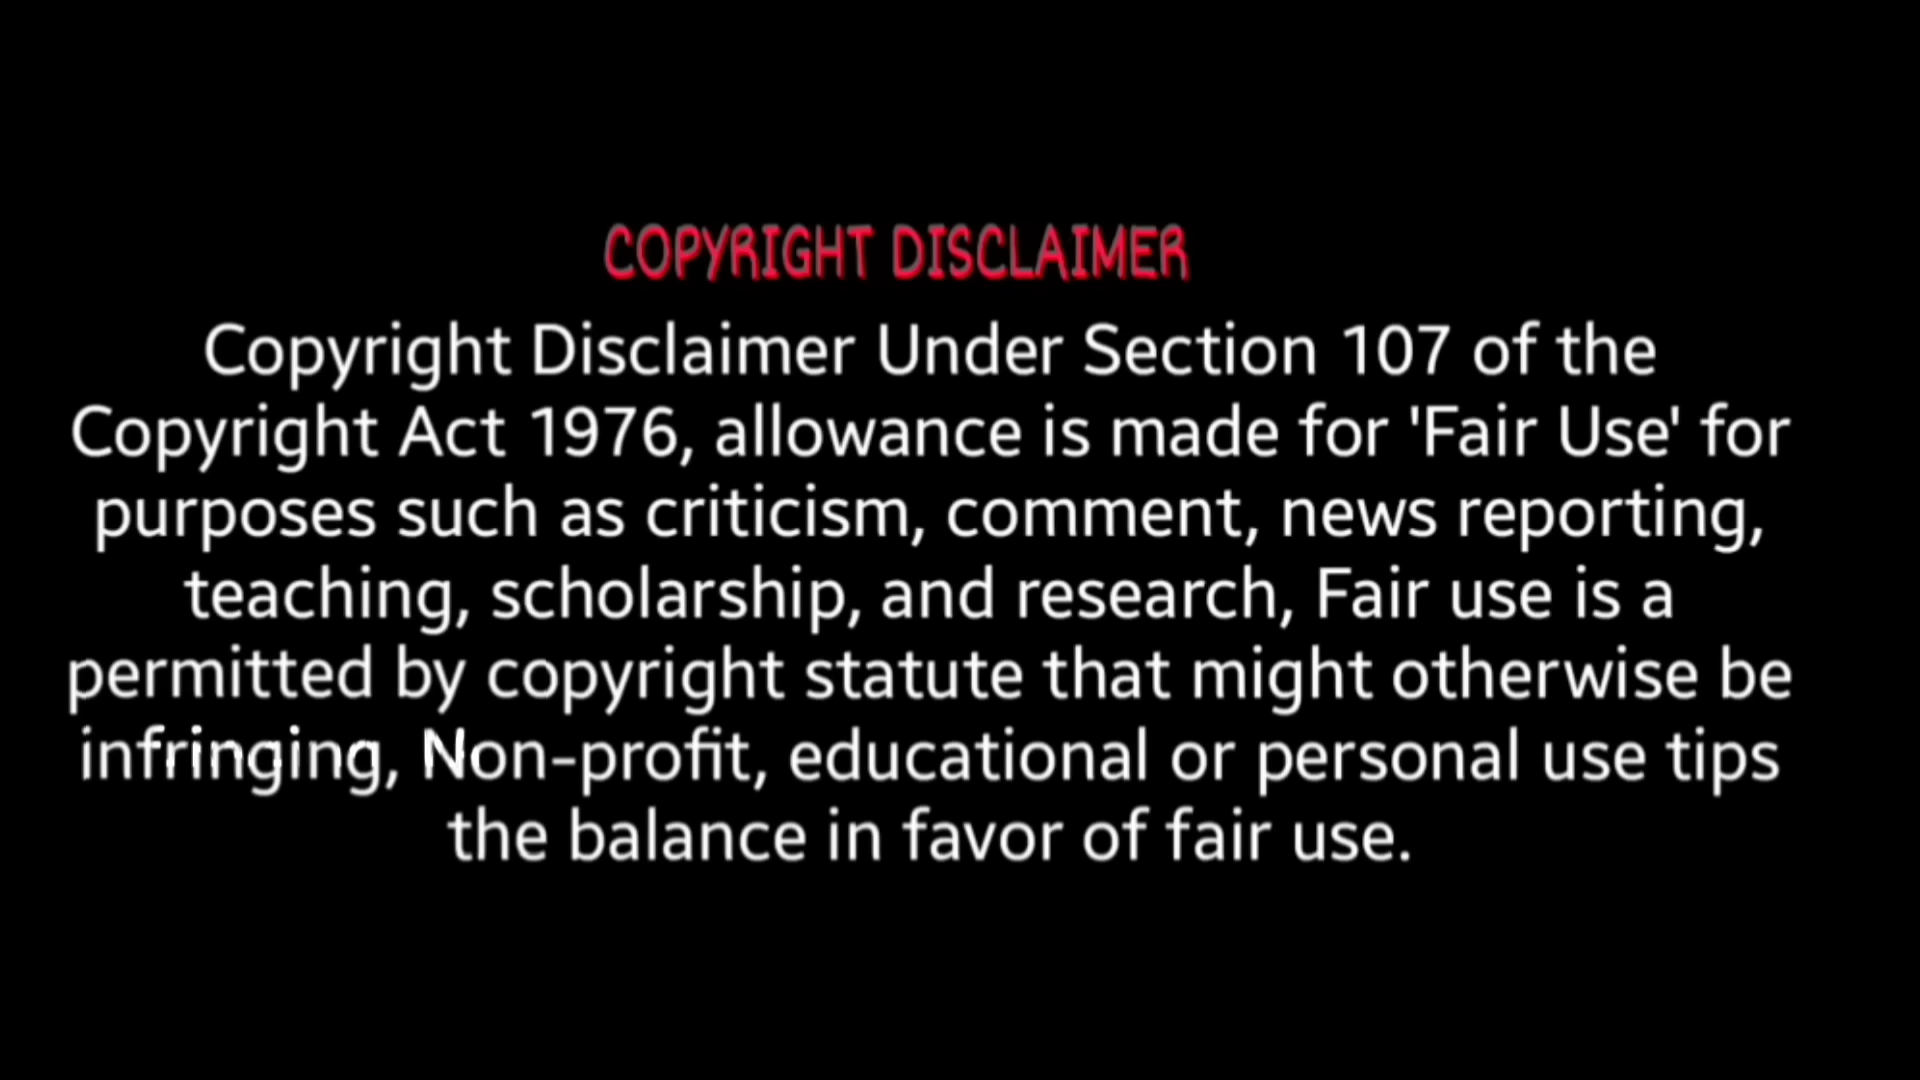 COPYRIGHT DISCLAIMER
Copyright Disclaimer Under Section 107 of the
Copyright Act 1976, allowance is made for 'Fair Use' for
purposes such as criticism, comment, news reporting,
teaching, scholarship, and research, Fair use is a
permitted by copyright statute that might otherwise be
infringing, Non-profit, educational or personal use tips
the balance in favor of fair use.